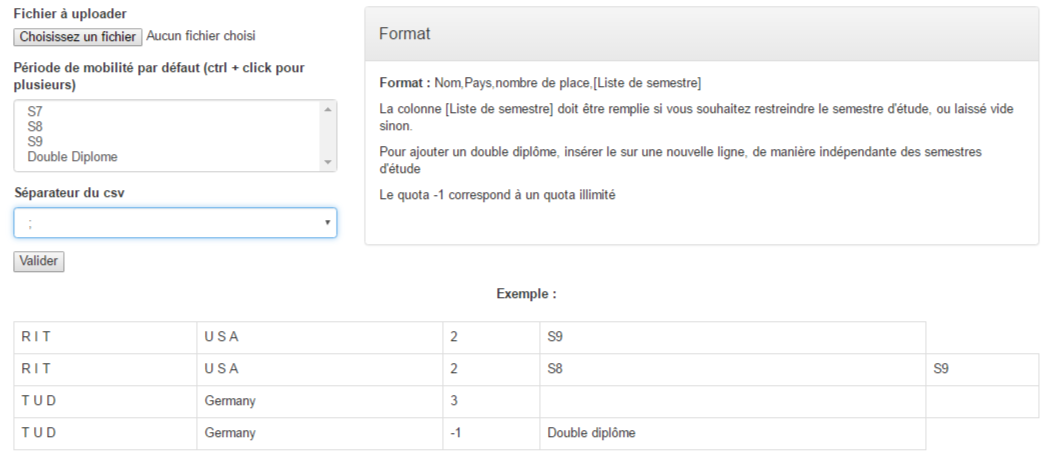 Fichier à uploader
Choisissez un fichier Aucun fichier choisi
Période de mobilité par défaut (ctrl + click pour
plusieurs)
S7
S8
S9
Double Diplome
Séparateur du csv
;
Valider
Format
Format : Nom,Pays,nombre de place,[Liste de semestre]
La colonne [Liste de semestre] doit être remplie si vous souhaitez restreindre le semestre d'étude, ou laissé vide
sinon.
Pour ajouter un double diplôme, insérer le sur une nouvelle ligne, de manière indépendante des semestres
d'étude
Le quota -1 correspond à un quota illimité
Exemple :
R I T U S A 2 S9
R I T U S A 2 S8 S9
T U D Germany 3
T U D Germany -1 Double diplôme